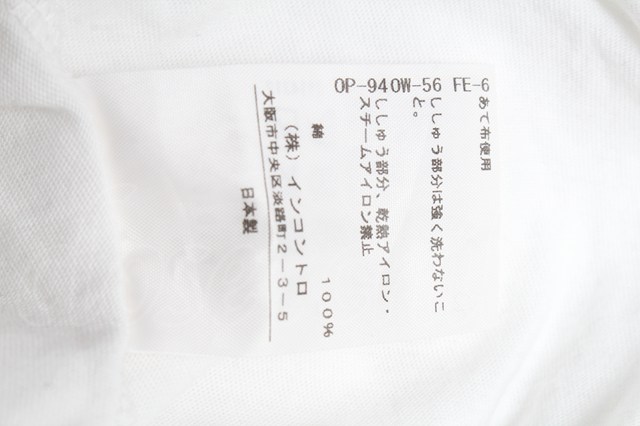 OP-940W-56 FE-6
あて布使用
ししゅう部分は強く洗わないこ
と。
ししゅう部分、乾熱アイロン・
スチームアイロン禁止
綿 100%
(株)インコントロ
大阪市中央区淡路町2-3-5
日本製